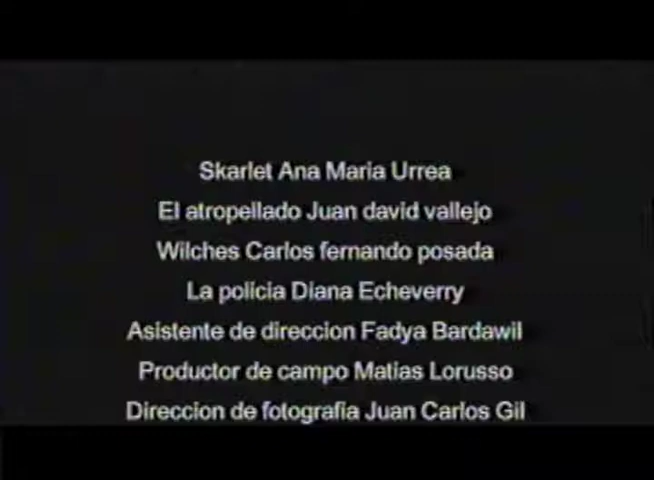 Skarlet Ana Maria Urrea
El atropellado Juan david vallejo
Wilches Carlos fernando posada
La policia Diana Echeverry
Asistente de direccion Fadya Bardawil
Productor de campo Matias Lorusso
Direccion de fotografia Juan Carlos Gil